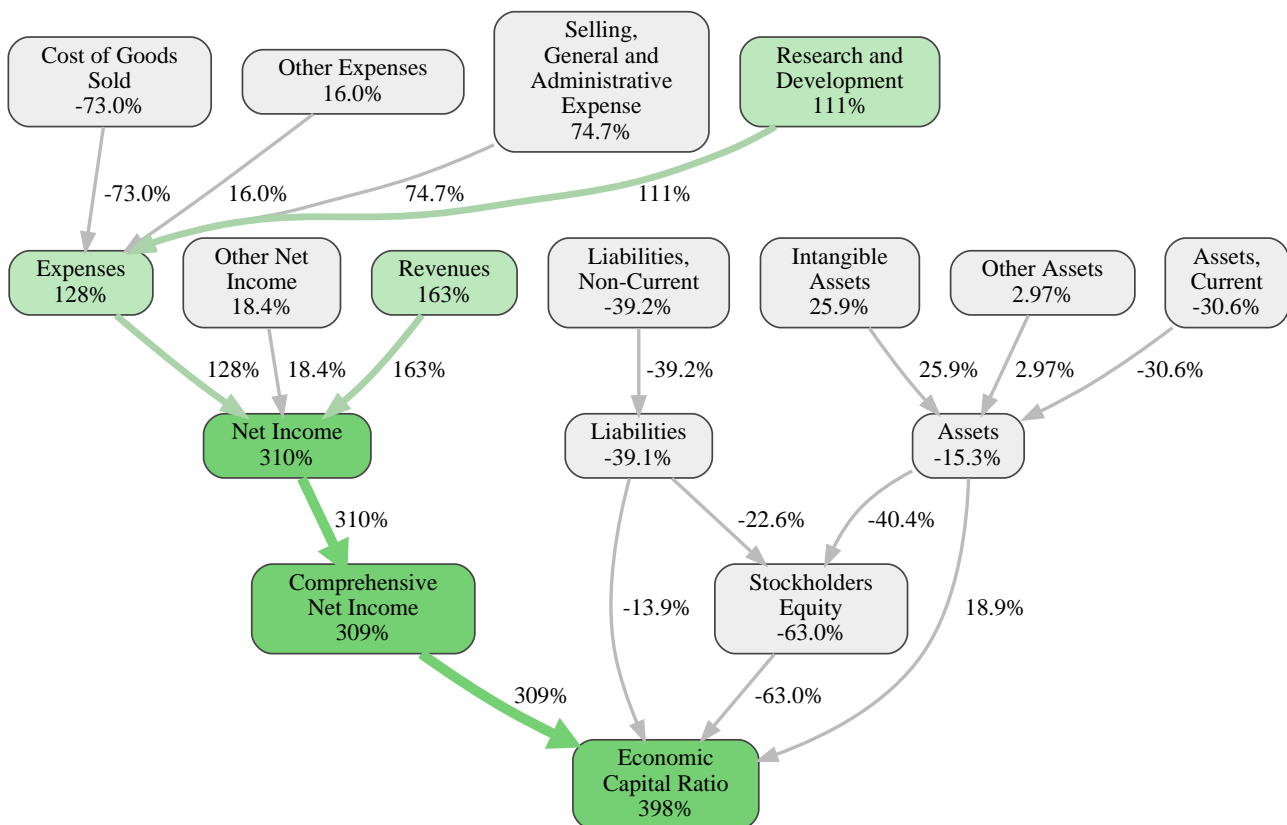 Cost of Goods
Sold
-73.0%
Other Expenses
16.0%
Selling,
General and
Administrative
Expense
74.7%
Research and
Development
111%
-73.0%
16.0%
74.7%
111%
Expenses
128%
Other Net
Income
18.4%
Revenues
163%
Liabilities,
Non-Current
-39.2%
Intangible
Assets
25.9%
Other Assets
2.97%
Assets,
Current
-30.6%
128%
18.4%
163%
-39.2%
25.9%
2.97%
-30.6%
Net Income
310%
Liabilities
-39.1%
Assets
-15.3%
310%
-22.6%
-40.4%
Comprehensive
Net Income
309%
-13.9%
Stockholders
Equity
-63.0%
18.9%
309%
-63.0%
Economic
Capital Ratio
398%